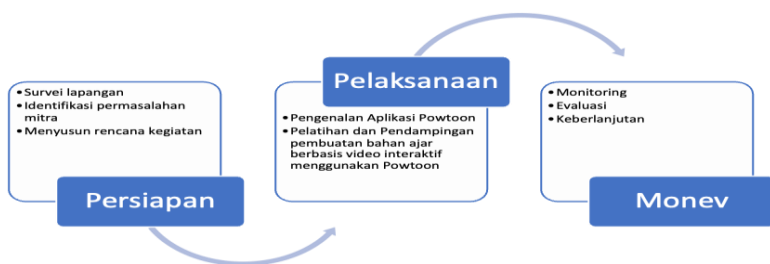 • Survei lapangan
• Identifikasi permasalahan
mitra
• Menyusun rencana kegiatan
Persiapan
Pelaksanaan
• Pengenalan Aplikasi Powtoon
• Pelatihan dan Pendampingan
pembuatan bahan ajar
berbasis video interaktif
menggunakan Powtoon
• Monitoring
• Evaluasi
• Keberlanjutan
Monev